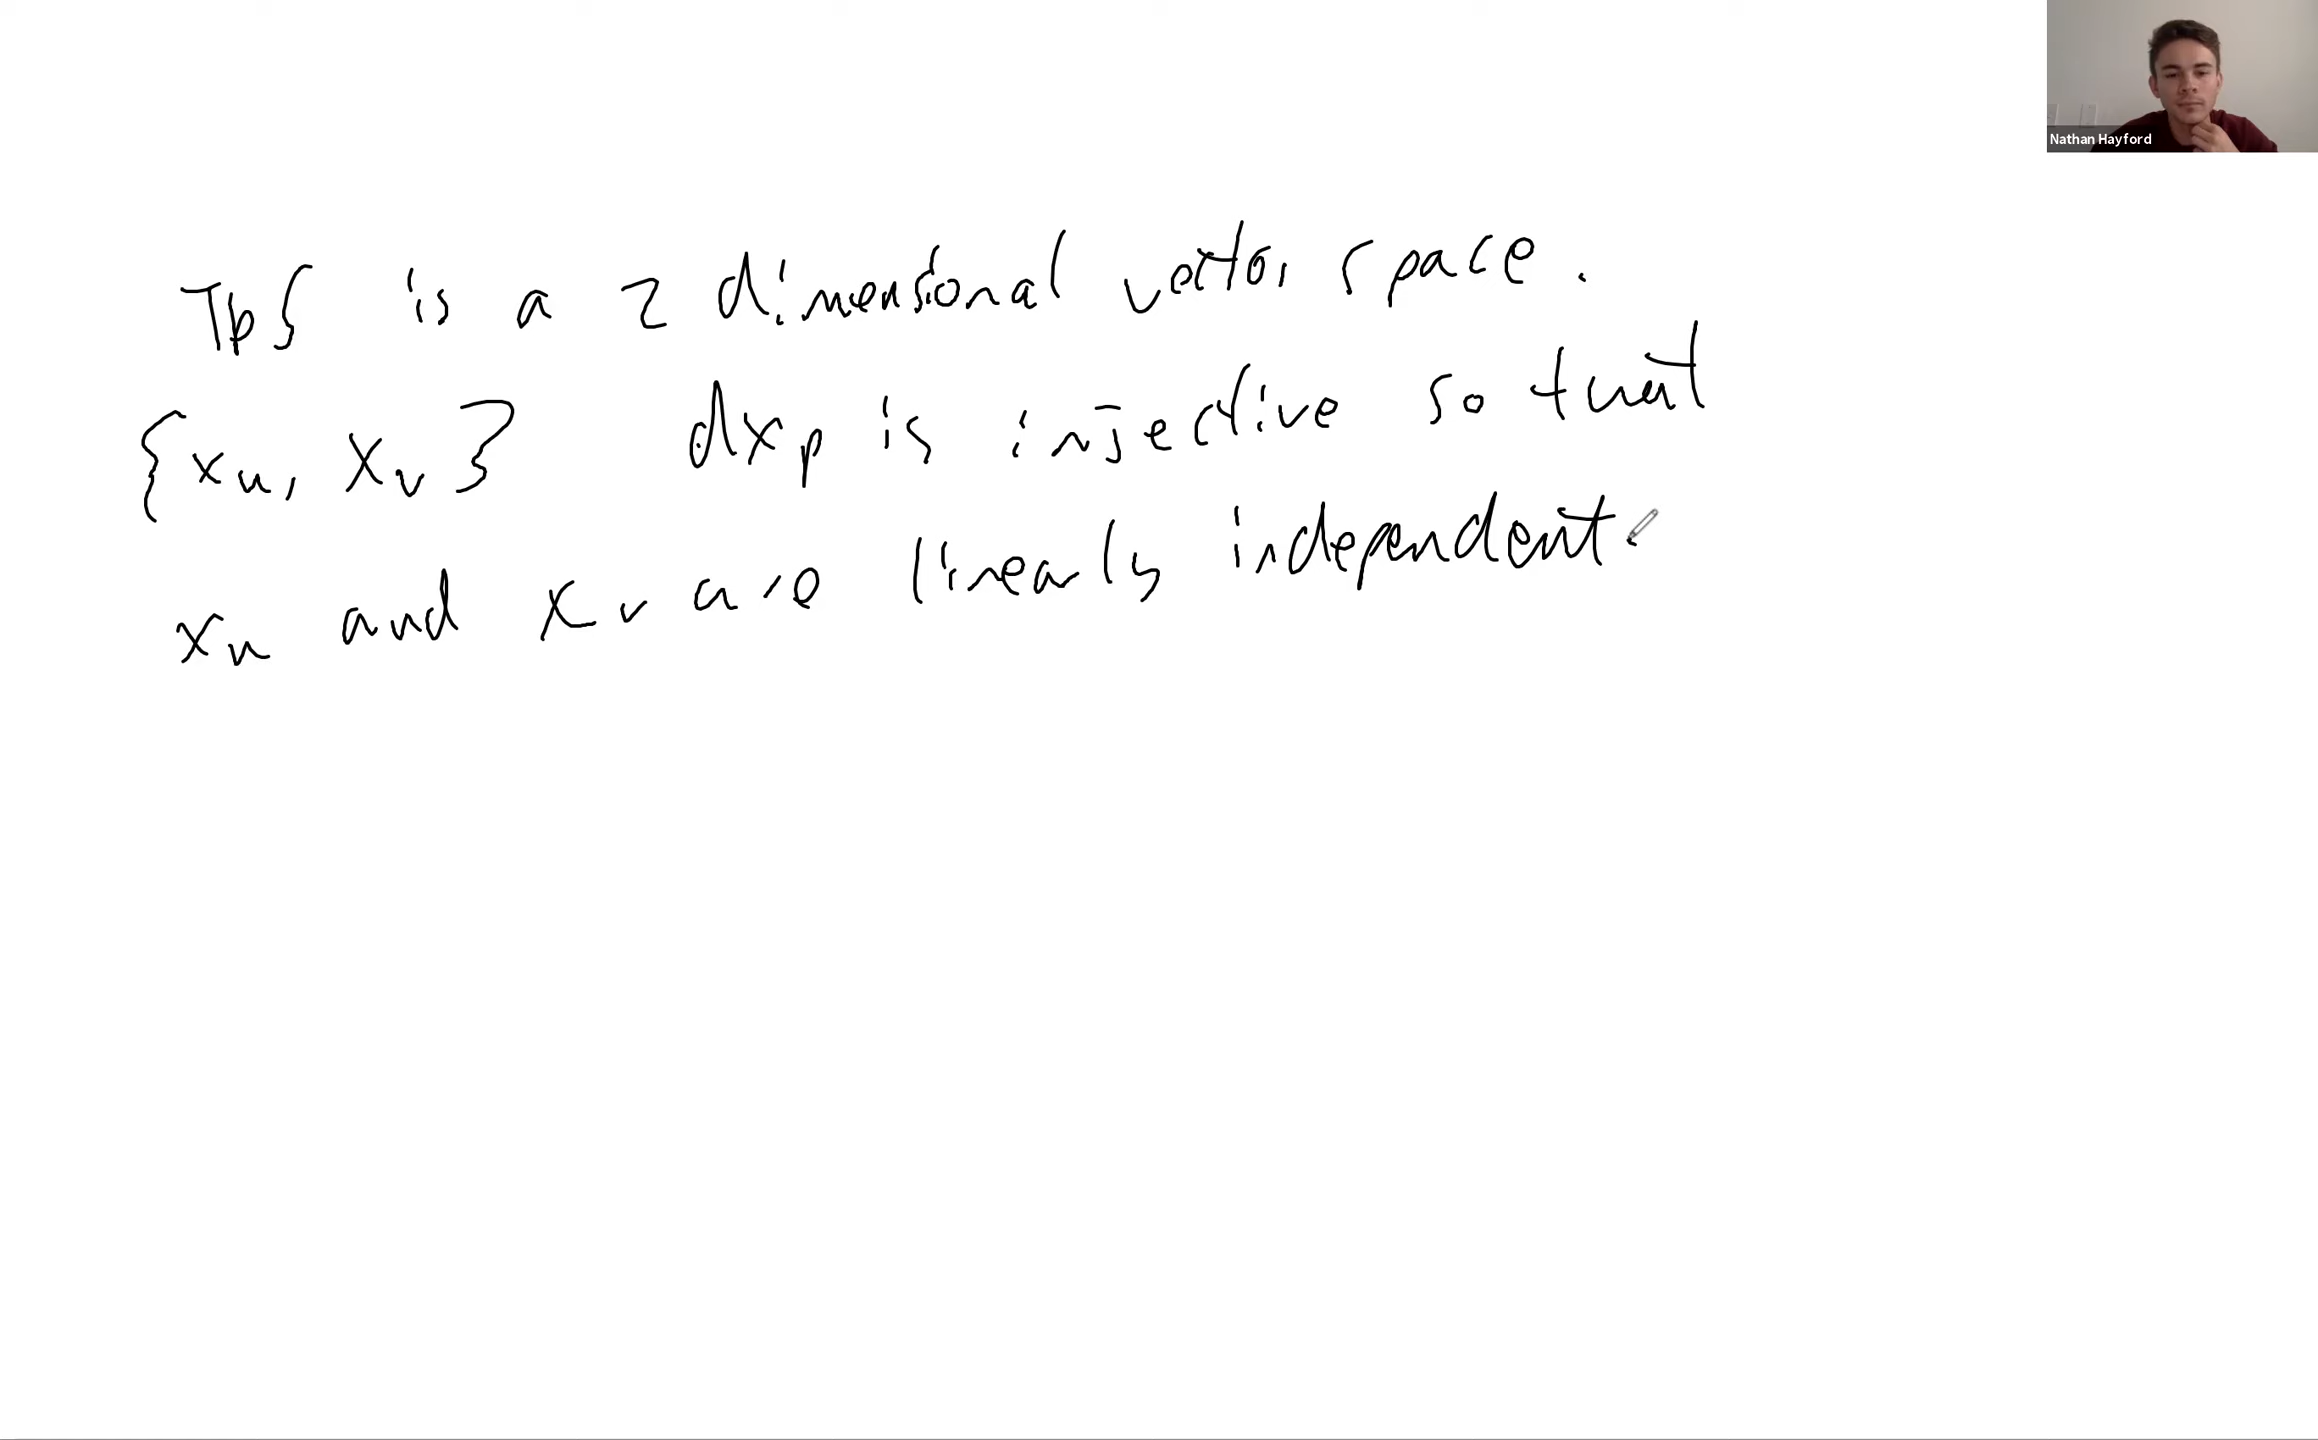 Nathan Hayford
TpS is a 2 dimensional vector space.
{xu, xv} dxp is injective so that
xu and xv are linearly independent.